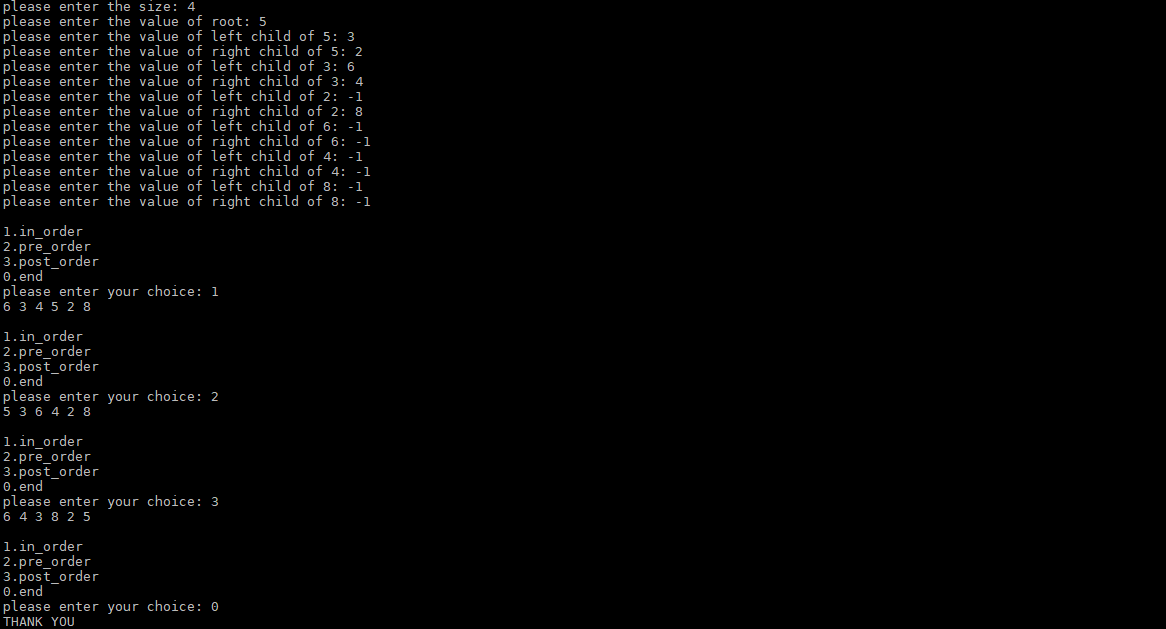 please enter the size: 4
please enter the value of root: 5
please enter the value of left child of 5: 3
please enter the value of right child of 5: 2
please enter the value of left child of 3: 6
please enter the value of right child of 3: 4
please enter the value of left child of 2: -1
please enter the value of right child of 2: 8
please enter the value of left child of 6: -1
please enter the value of right child of 6: -1
please enter the value of left child of 4: -1
please enter the value of right child of 4: -1
please enter the value of left child of 8: -1
please enter the value of right child of 8: -1

1.in_order
2.pre_order
3.post_order
0.end
please enter your choice: 1
6 3 4 5 2 8

1.in_order
2.pre_order
3.post_order
0.end
please enter your choice: 2
5 3 6 4 2 8

1.in_order
2.pre_order
3.post_order
0.end
please enter your choice: 3
6 4 3 8 2 5

1.in_order
2.pre_order
3.post_order
0.end
please enter your choice: 0
THANK YOU